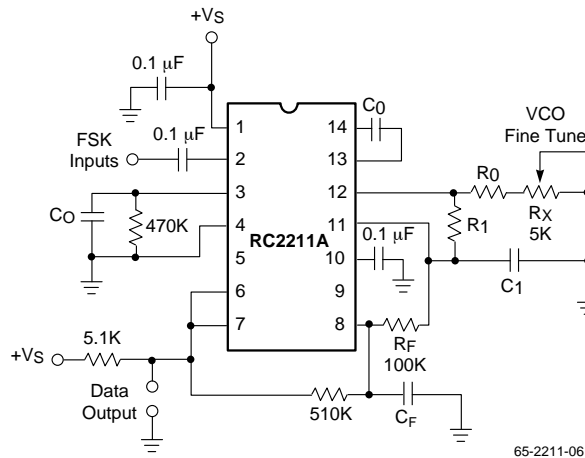 +VS
0.1 µF
0.1 µF
FSK
Inputs
CO
470K
1
2
3
4
5
6
7
RC2211A
14
13
12
11
10
9
8
C0
VCO
Fine Tune
R0
RX
5K
R1
0.1 µF
C1
RF
100K
5.1K
+VS
Data
Output
510K
CF
65-2211-06